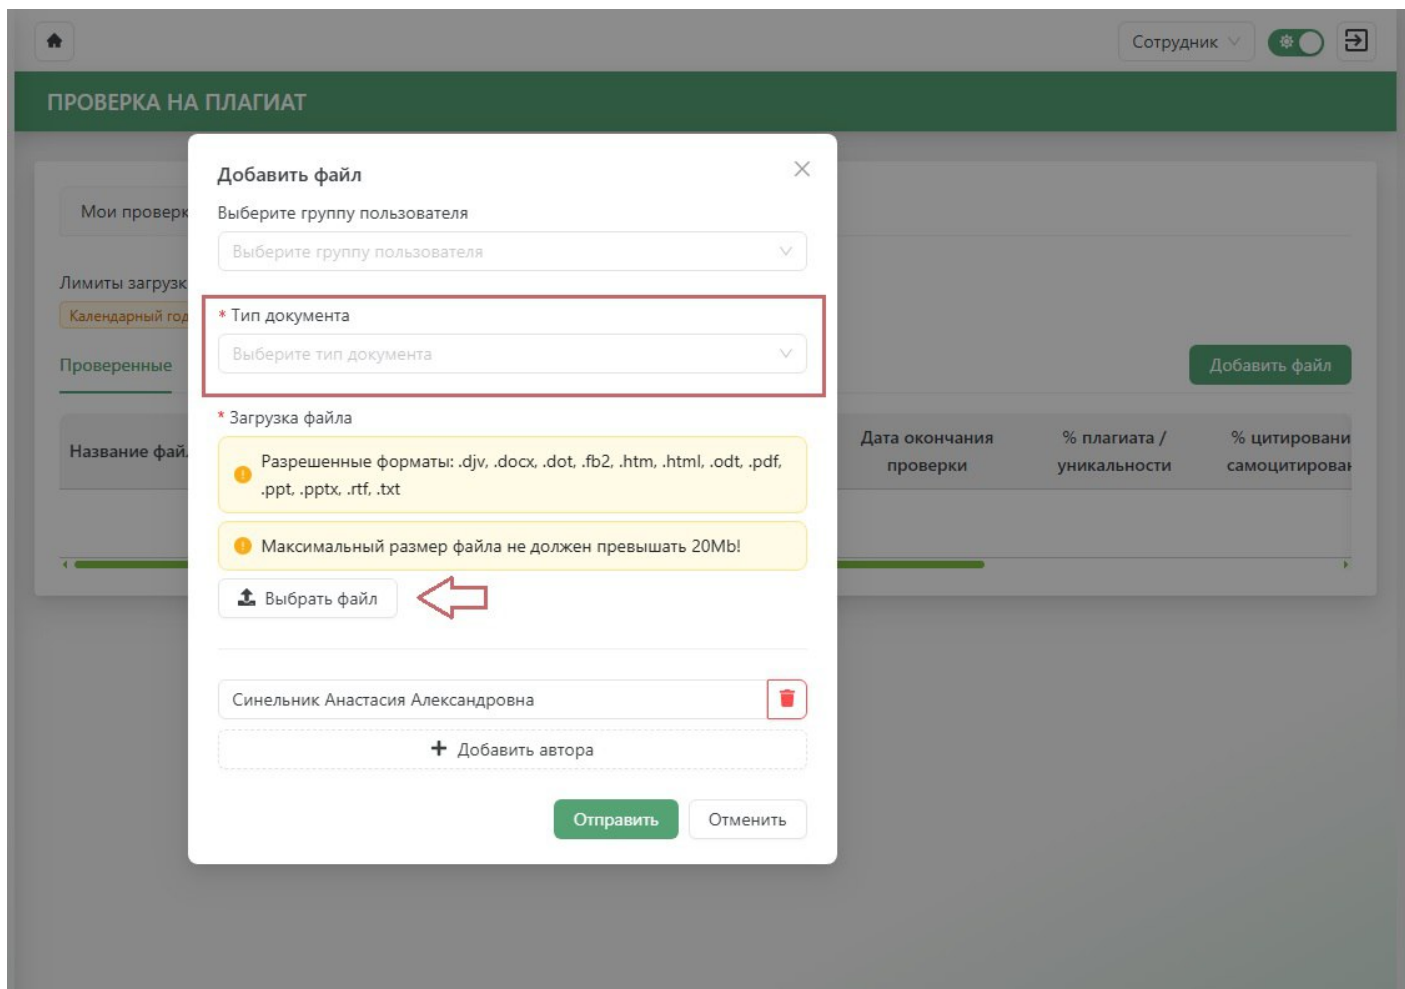 Сотрудник
ПРОВЕРКА НА ПЛАГИАТ
Добавить файл
Мои проверк
Выберите группу пользователя
Выберите группу пользователя
Лимиты загрузк
Календарный год
* Тип документа
Выберите тип документа
Проверенные
Добавить файл
* Загрузка файла
Название фай
Дата окончания
проверки
% плагиата /
уникальности
% цитировани
самоцитирован
Разрешенные форматы: .djv, .docx, .dot, .fb2, .htm, .html, .odt, .pdf,
.ppt, .pptx, .rtf, .txt
Максимальный размер файла не должен превышать 20Mb!
Выбрать файл
Синельник Анастасия Александровна
+ Добавить автора
Отправить
Отменить